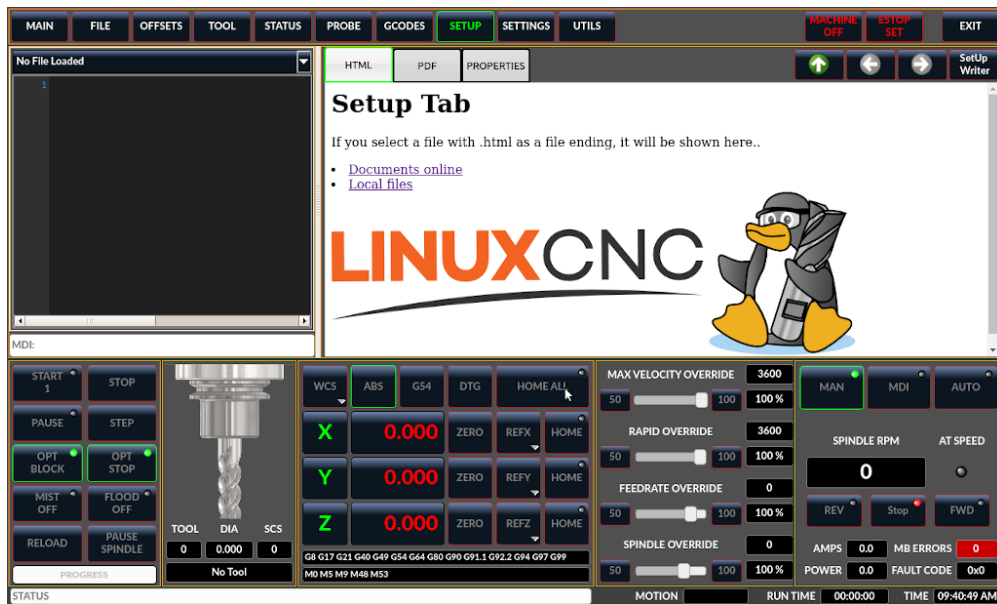 MAIN FILE OFFSETS TOOL STATUS PROBE GCODES SETUP SETTINGS UTILS MACHINE OFF ESTOP SET EXIT
No File Loaded
1
MDI:
HTML PDF PROPERTIES SetUp Writer
Setup Tab
If you select a file with .html as a file ending, it will be shown here..
• Documents online
• Local files
LINUXCNC
START 1 STOP
PAUSE STEP
OPT BLOCK OPT STOP
MIST OFF FLOOD OFF
RELOAD PAUSE SPINDLE
PROGRESS
TOOL DIA SCS
0 0.000 0
No Tool
WCS ABS G54 DTG HOME ALL
X 0.000 ZERO REFX HOME
Y 0.000 ZERO REFY HOME
Z 0.000 ZERO REFZ HOME
G8 G17 G21 G40 G49 G54 G64 G80 G90 G91.1 G92.2 G94 G97 G99
M0 M5 M9 M48 M53
MAX VELOCITY OVERRIDE 3600
50 100 100 %
RAPID OVERRIDE 3600
50 100 100 %
FEEDRATE OVERRIDE 0
50 100 100 %
SPINDLE OVERRIDE 0
50 100 100 %
MAN MDI AUTO
SPINDLE RPM AT SPEED
0
REV Stop FWD
AMPS 0.0 MB ERRORS 0
POWER 0.0 FAULT CODE 0x0
STATUS
MOTION RUN TIME 00:00:00 TIME 09:40:49 AM